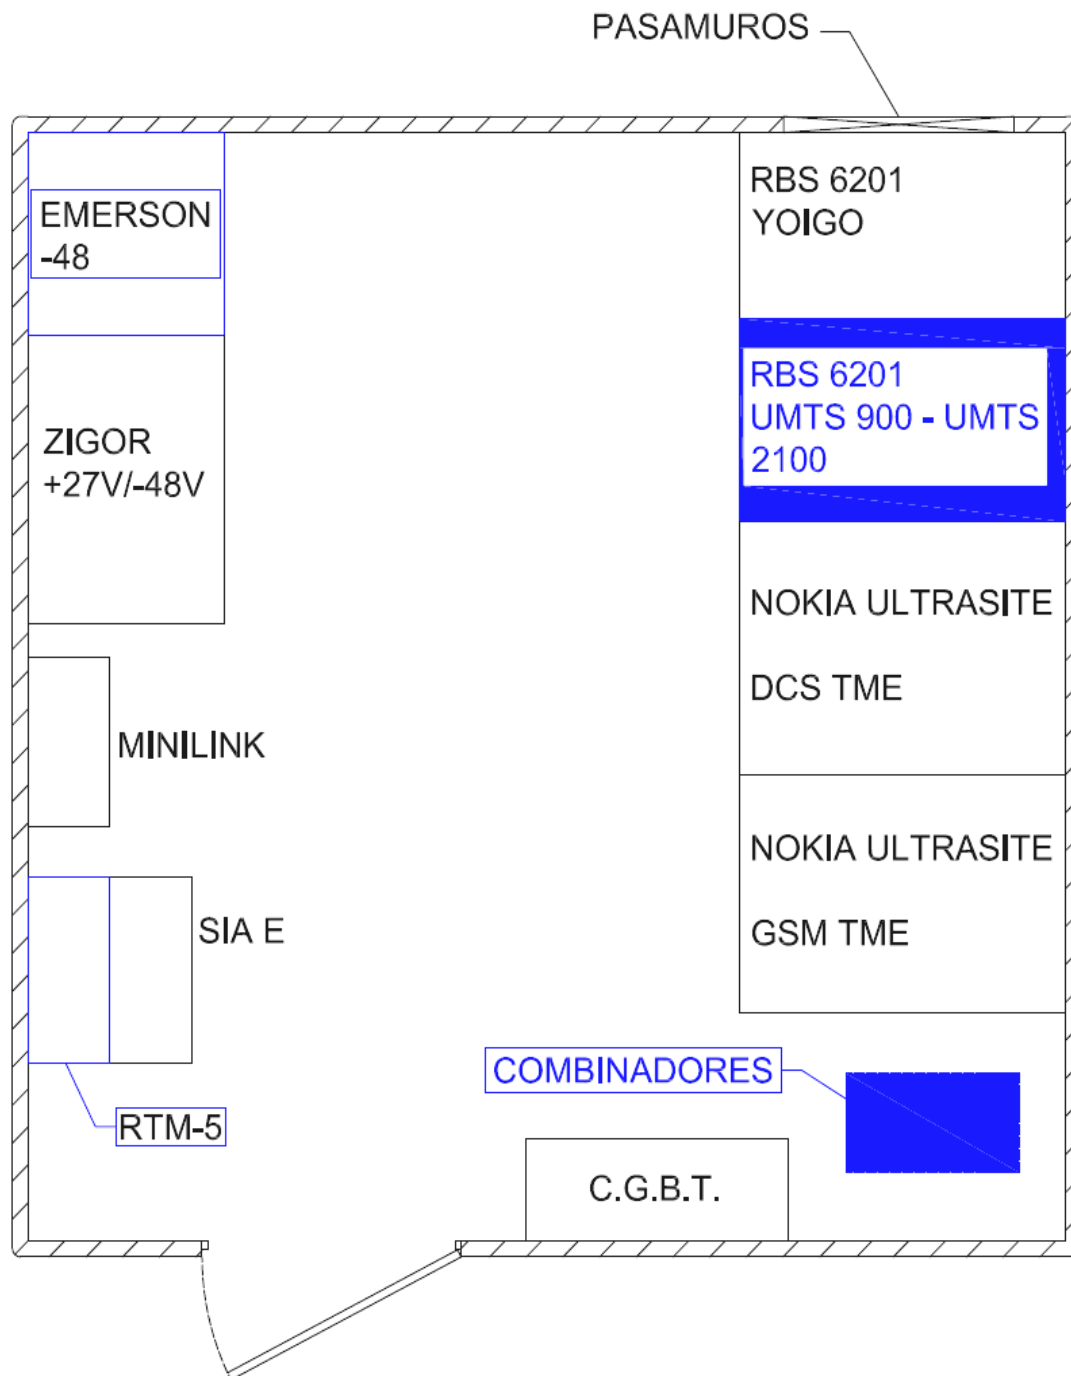 PASAMUROS
RBS 6201
YOIGO
EMERSON
-48
RBS 6201
UMTS 900 - UMTS
2100
ZIGOR
+27V/-48V
NOKIA ULTRASITE
DCS TME
MINILINK
NOKIA ULTRASITE
GSM TME
SIA E
COMBINADORES
RTM-5
C.G.B.T.